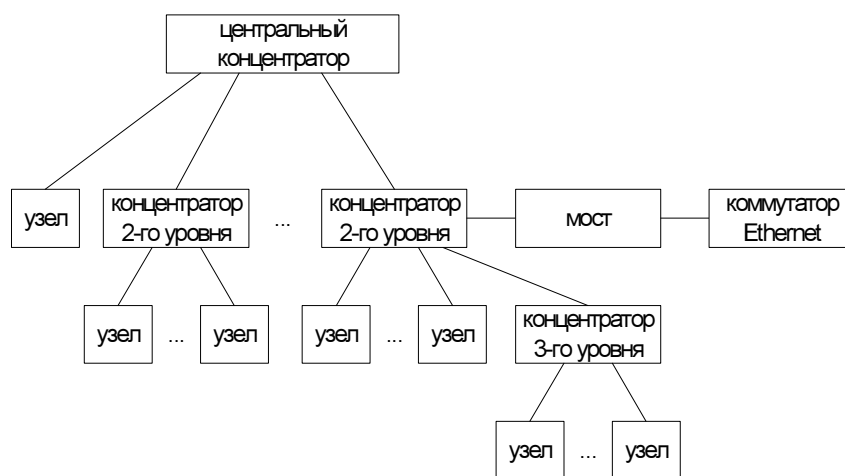 центральный
концентратор
узел
концентратор
2-го уровня
...
концентратор
2-го уровня
мост
коммутатор
Ethernet
узел
...
узел
узел
...
узел
концентратор
3-го уровня
узел
...
узел